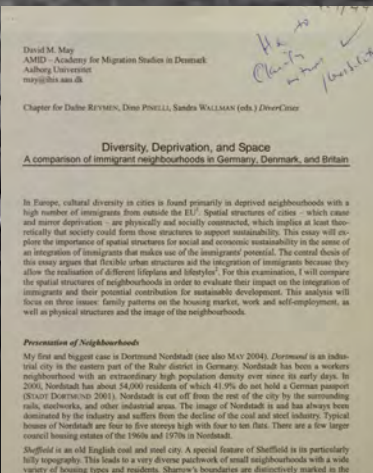 David M. May
AMID – Academy for Migration Studies in Denmark
Aalborg Universitet
may@ihis.aau.dk
to
Chapter for Dafne REYMEN, Dino PINELLI, Sandra WALLMAN (eds.) DiverCities
Diversity, Deprivation, and Space
A comparison of immigrant neighbourhoods in Germany, Denmark, and Britain
In Europe, cultural diversity in cities is found primarily in deprived neighbourhoods with a
high number of immigrants from outside the EU¹. Spatial structures of cities – which cause
and mirror deprivation – are physically and socially constructed, which implies at least theo-
retically that society could form those structures to support sustainability. This essay will ex-
plore the importance of spatial structures for social and economic sustainability in the sense of
an integration of immigrants that makes use of the immigrants' potential. The central thesis of
this essay argues that flexible urban structures aid the integration of immigrants because they
allow the realisation of different lifeplans and lifestyles². For this examination, I will compare
the spatial structures of neighbourhoods in order to evaluate their impact on the integration of
immigrants and their potential contribution for sustainable development. This analysis will
focus on three issues: family patterns on the housing market, work and self-employment, as
well as physical structures and the image of the neighbourhoods.
Presentation of Neighbourhoods
My first and biggest case is Dortmund Nordstadt (see also MAY 2004). Dortmund is an indus-
trial city in the eastern part of the Ruhr district in Germany. Nordstadt has been a workers
neighbourhood with an extraordinary high population density ever since its early days. In
2000, Nordstadt has about 54,000 residents of which 41.9% do not hold a German passport
(STADT DORTMUND 2001). Nordstadt is cut off from the rest of the city by the surrounding
rails, steelworks, and other industrial areas. The image of Nordstadt is and has always been
dominated by the industry and suffers from the decline of the coal and steel industry. Typical
houses of Nordstadt are four to five storeys high with four to ten flats. There are a few larger
council housing estates of the 1960s and 1970s in Nordstadt.
Sheffield is an old English coal and steel city. A special feature of Sheffield is its particularly
hilly topography. This leads to a very diverse patchwork of small neighbourhoods with a wide
variety of housing types and residents. Sharrow's boundaries are distinctively marked in the